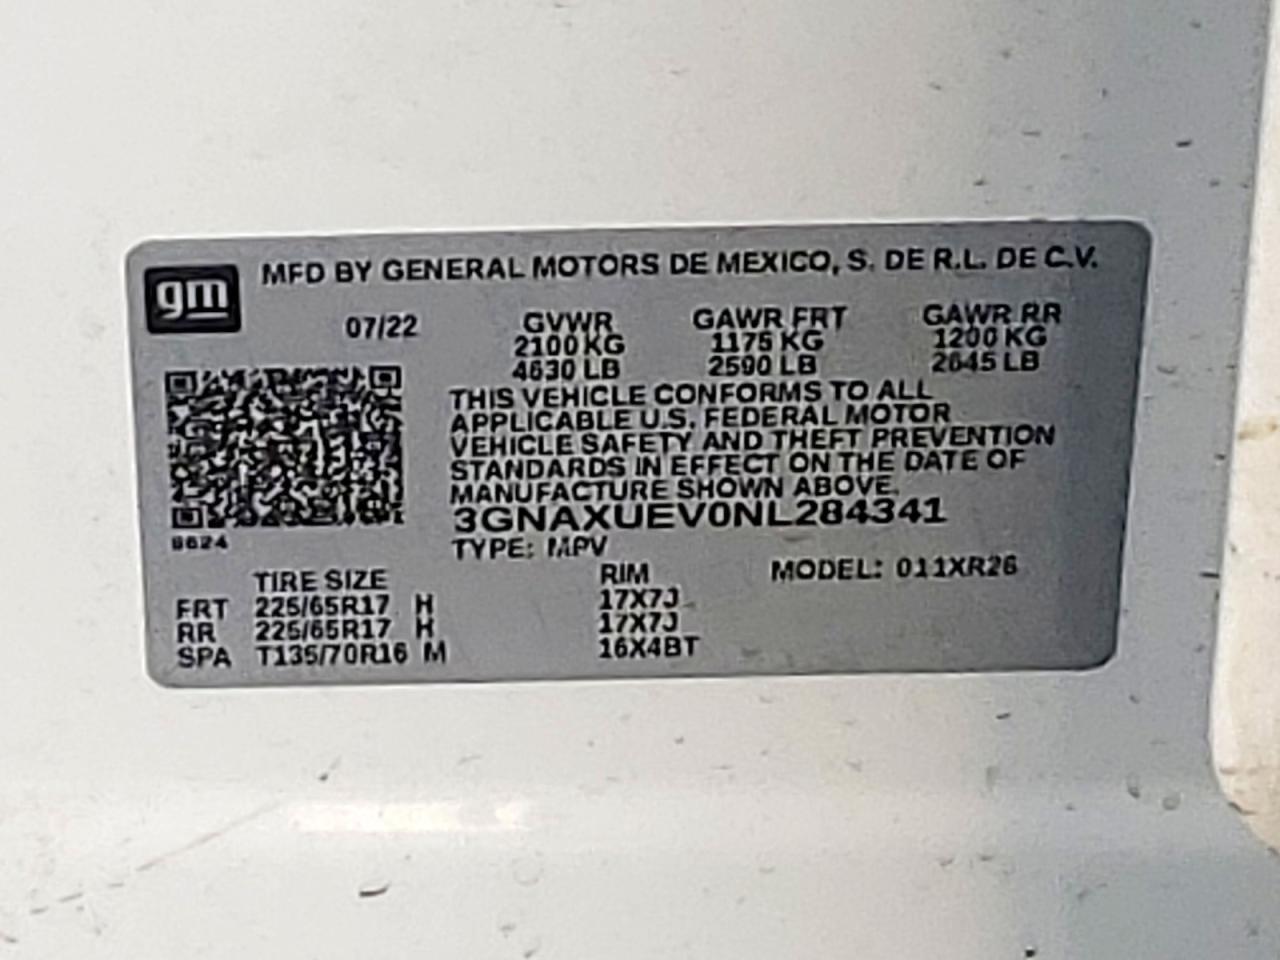 gm
MFD BY GENERAL MOTORS DE MEXICO, S. DE R.L. DE C.V.
07/22 GVWR GAWR FRT GAWR RR
2100 KG 1175 KG 1200 KG
4630 LB 2590 LB 2645 LB
THIS VEHICLE CONFORMS TO ALL
APPLICABLE U.S. FEDERAL MOTOR
VEHICLE SAFETY AND THEFT PREVENTION
STANDARDS IN EFFECT ON THE DATE OF
MANUFACTURE SHOWN ABOVE.
3GNAXUEV0NL284341
8624
TYPE: MPV MODEL: 011XR26
TIRE SIZE RIM
FRT 225/65R17 H 17X7J
RR 225/65R17 H 17X7J
SPA T135/70R16 M 16X4BT